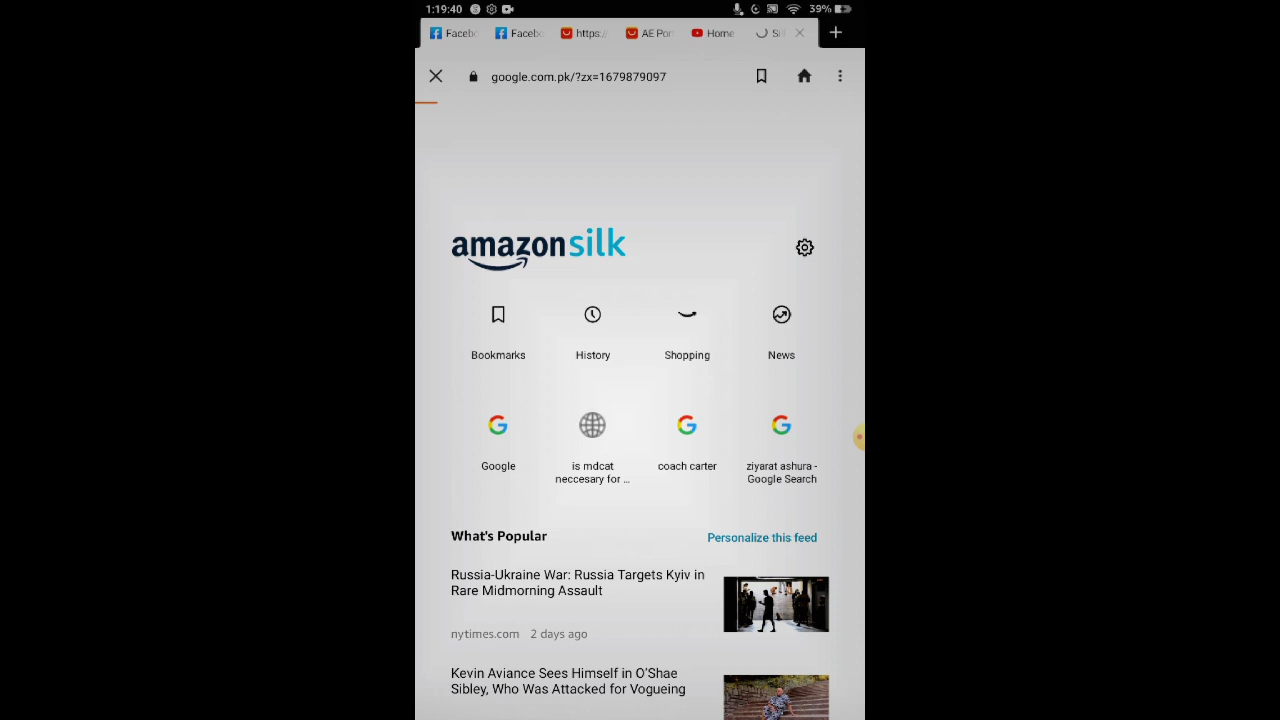 1:19:40 39%
Facebo Facebo https:/ AE Por Home Si
google.com.pk/?zx=1679879097
amazonsilk
Bookmarks History Shopping News
Google is mdcat coach carter ziyarat ashura -
neccesary for ... Google Search
What's Popular Personalize this feed
Russia-Ukraine War: Russia Targets Kyiv in
Rare Midmorning Assault
nytimes.com 2 days ago
Kevin Aviance Sees Himself in O'Shae
Sibley, Who Was Attacked for Vogueing